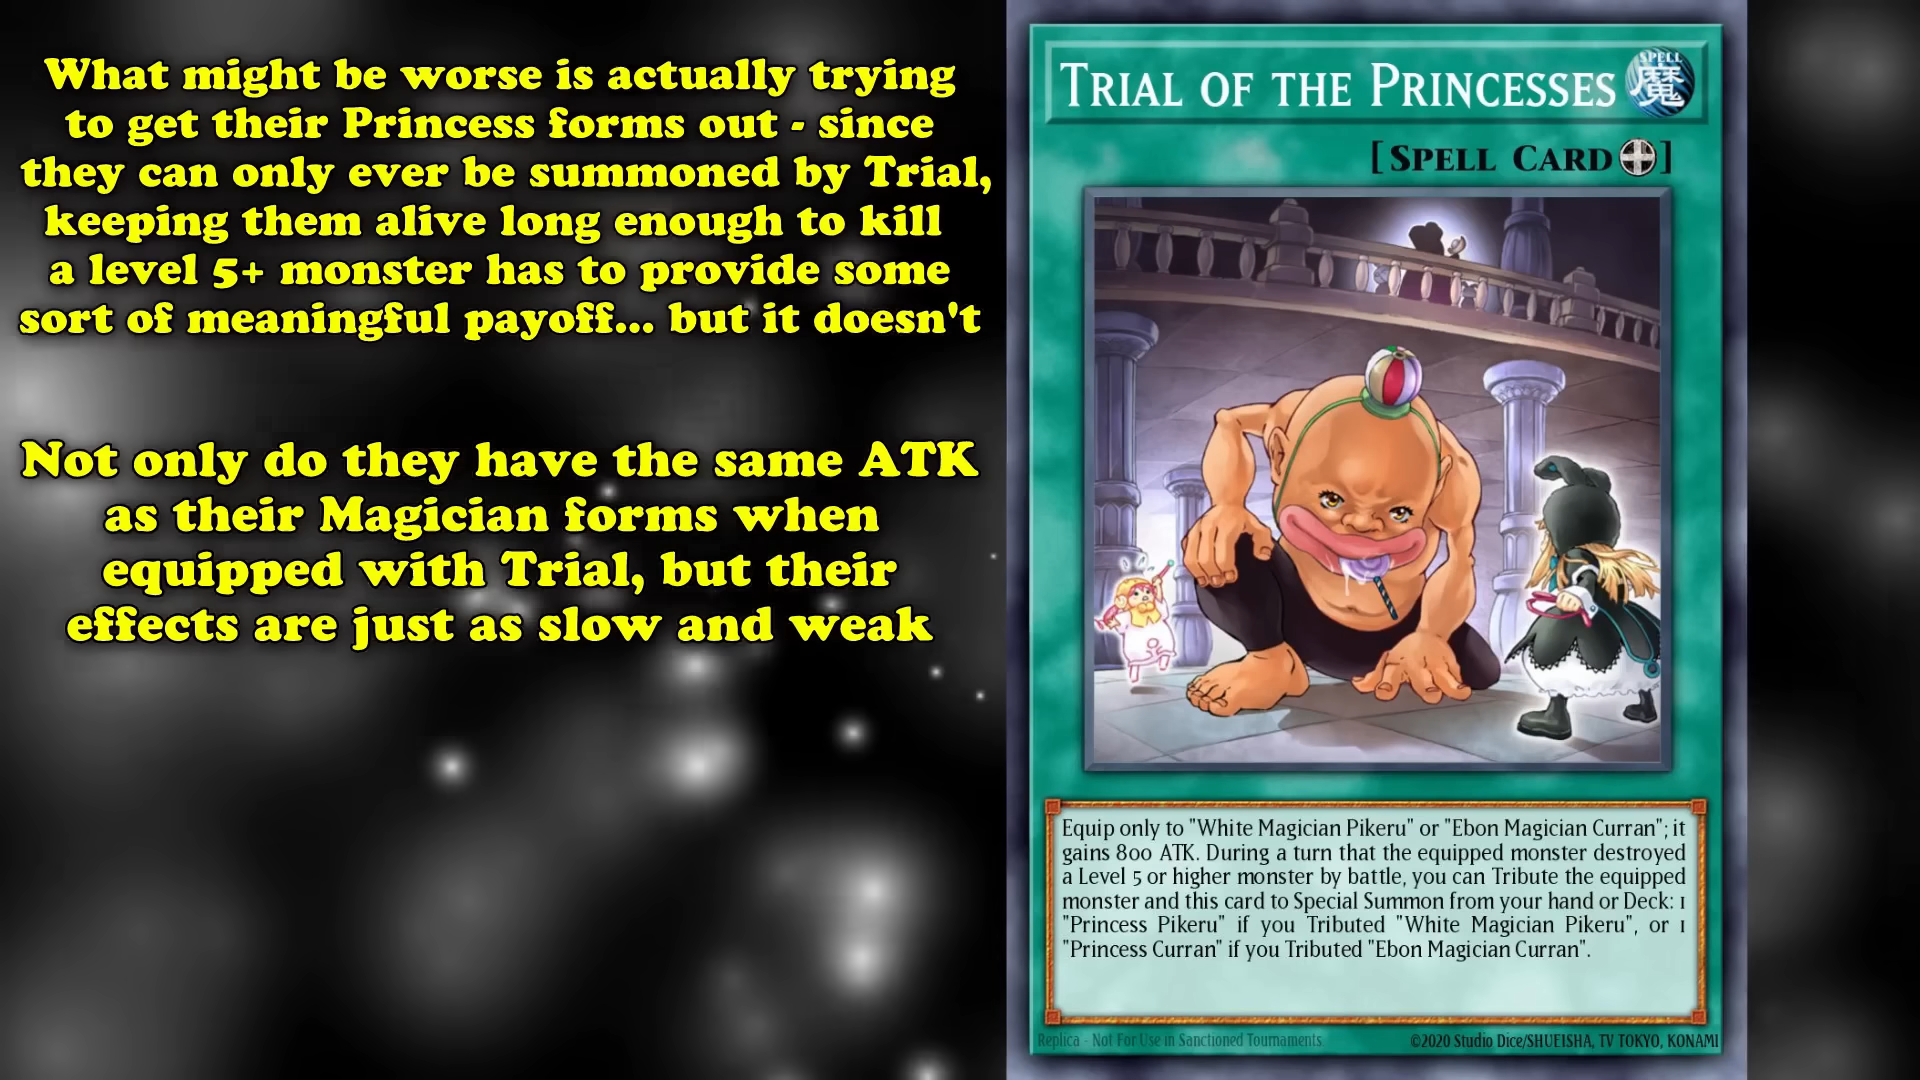 What might be worse is actually trying
to get their Princess forms out - since
they can only ever be summoned by Trial,
keeping them alive long enough to kill
a level 5+ monster has to provide some
sort of meaningful payoff... but it doesn't
Not only do they have the same ATK
as their Magician forms when
equipped with Trial, but their
effects are just as slow and weak
TRIAL OF THE PRINCESSES
SPELL
魔
[SPELL CARD]
Equip only to "White Magician Pikeru" or "Ebon Magician Curran"; it
gains 800 ATK. During a turn that the equipped monster destroyed
a Level 5 or higher monster by battle, you can Tribute the equipped
monster and this card to Special Summon from your hand or Deck: 1
"Princess Pikeru" if you Tributed "White Magician Pikeru", or 1
"Princess Curran" if you Tributed "Ebon Magician Curran".
Replica - Not For Use in Sanctioned Tournaments
©2020 Studio Dice/SHUEISHA, TV TOKYO, KONAMI